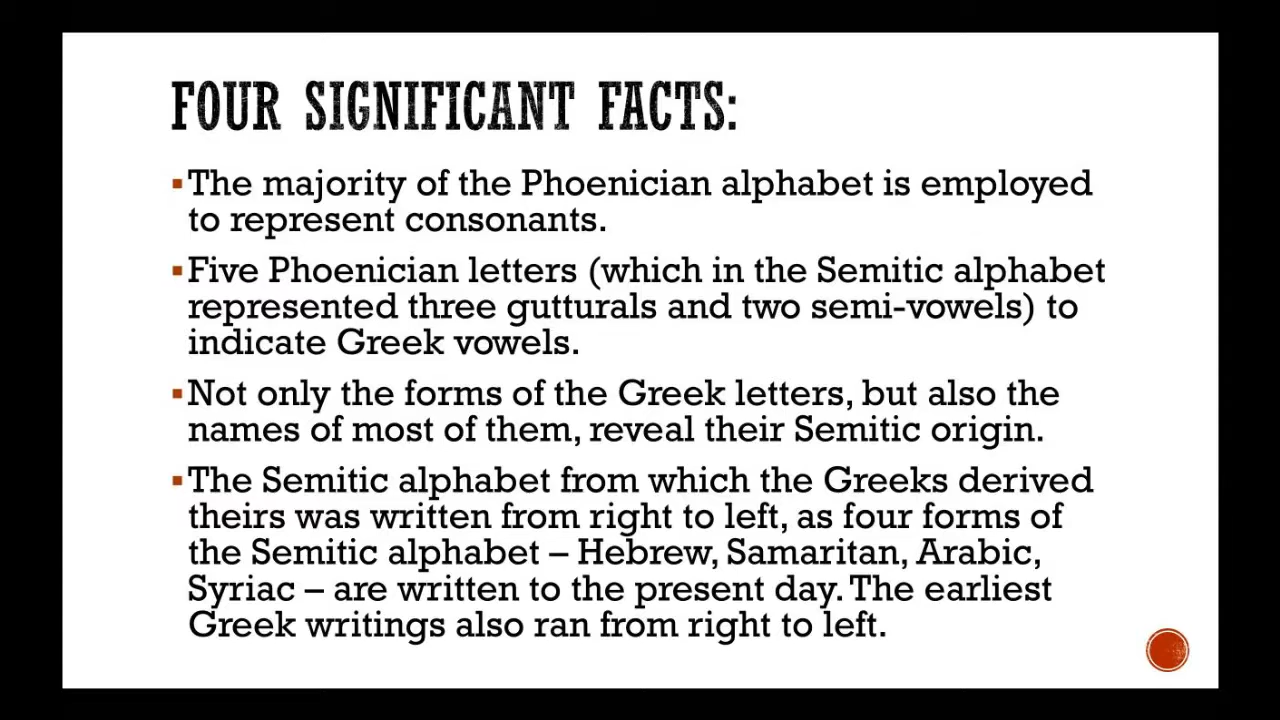 FOUR SIGNIFICANT FACTS:
▪The majority of the Phoenician alphabet is employed
to represent consonants.
▪Five Phoenician letters (which in the Semitic alphabet
represented three gutturals and two semi-vowels) to
indicate Greek vowels.
▪Not only the forms of the Greek letters, but also the
names of most of them, reveal their Semitic origin.
▪The Semitic alphabet from which the Greeks derived
theirs was written from right to left, as four forms of
the Semitic alphabet – Hebrew, Samaritan, Arabic,
Syriac – are written to the present day. The earliest
Greek writings also ran from right to left.